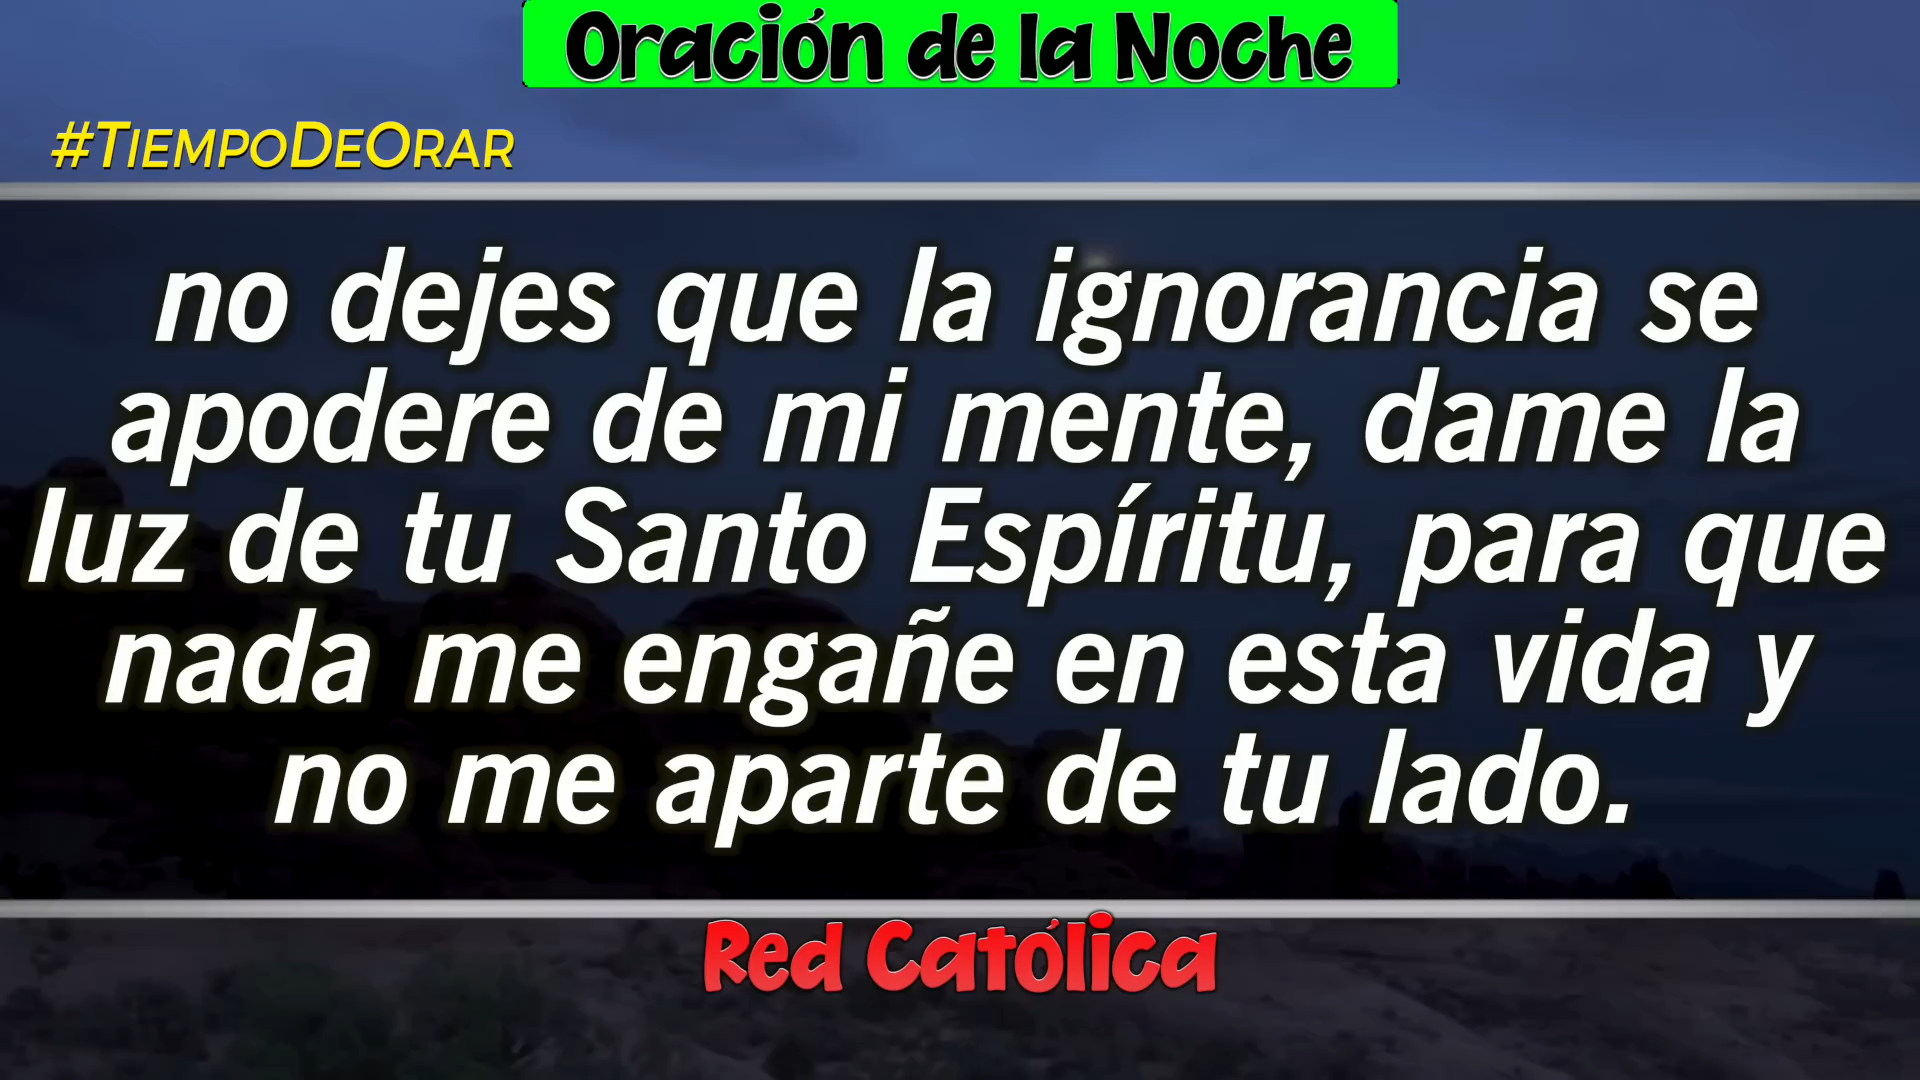 Oración de la Noche
#TiempoDeOrar
no dejes que la ignorancia se
apodere de mi mente, dame la
luz de tu Santo Espíritu, para que
nada me engañe en esta vida y
no me aparte de tu lado.
Red Católica